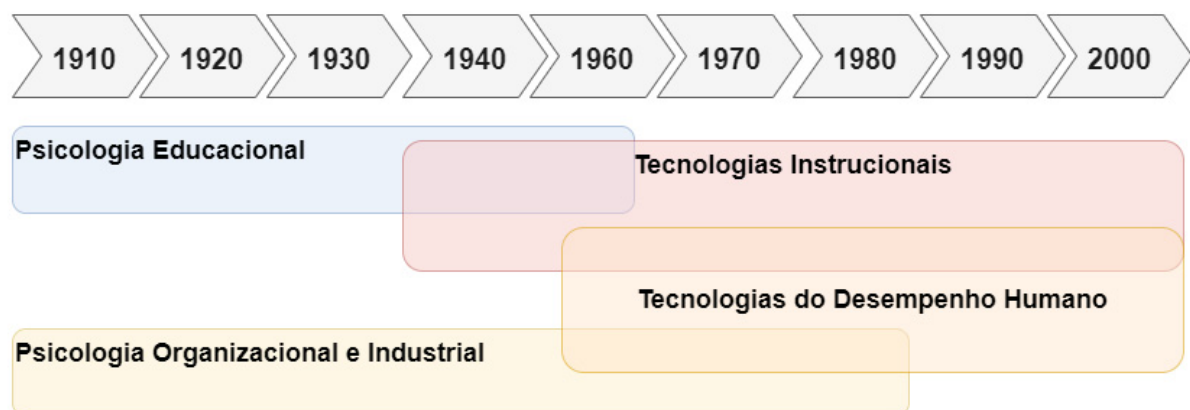 1910 1920 1930 1940 1960 1970 1980 1990 2000
Psicologia Educacional
Tecnologias Instrucionais
Tecnologias do Desempenho Humano
Psicologia Organizacional e Industrial